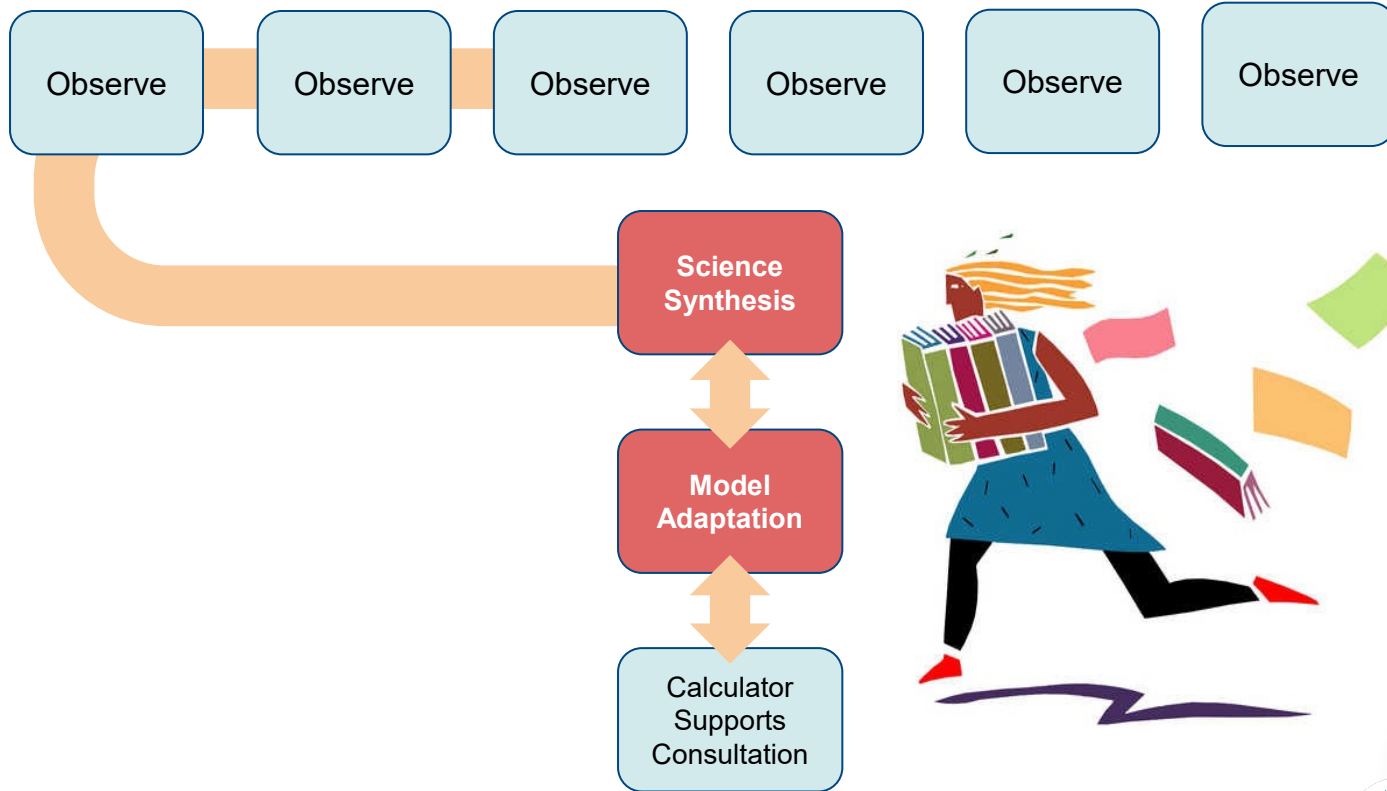 Observe
Observe
Observe
Observe
Observe
Observe
Science
Synthesis
Model
Adaptation
Calculator
Supports
Consultation